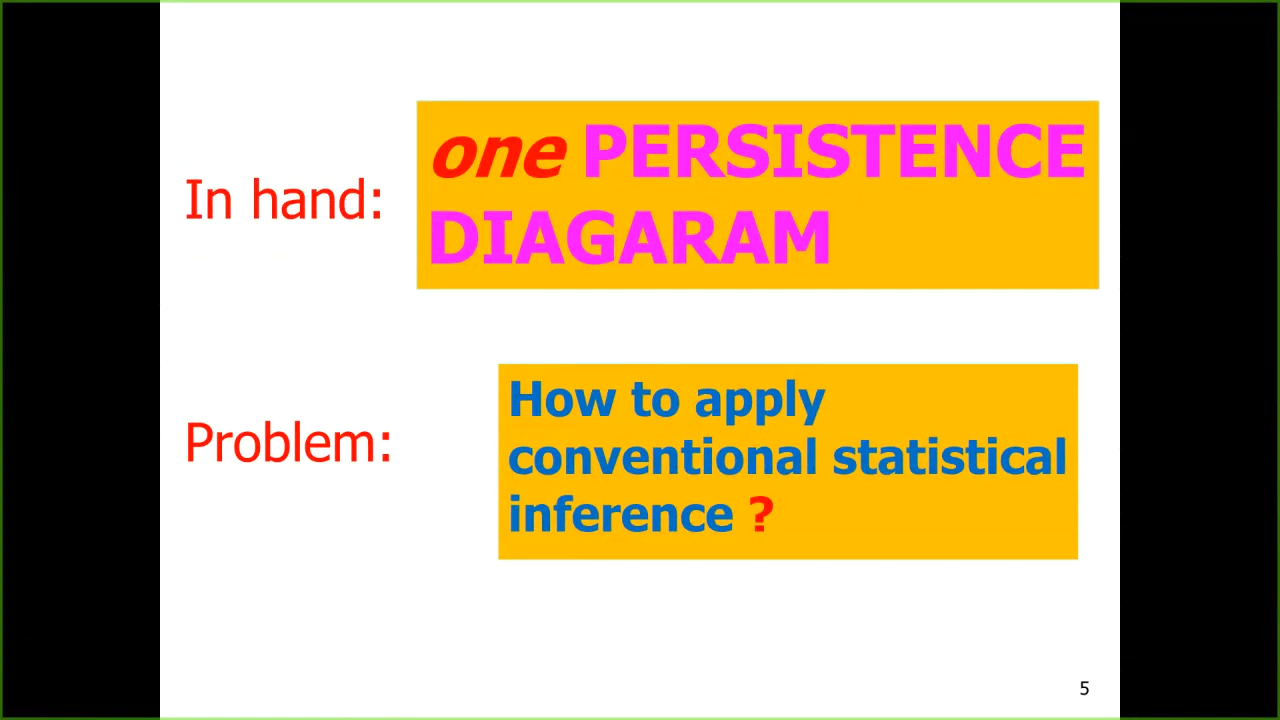 In hand:
one PERSISTENCE
DIAGARAM
Problem:
How to apply
conventional statistical
inference ?
5